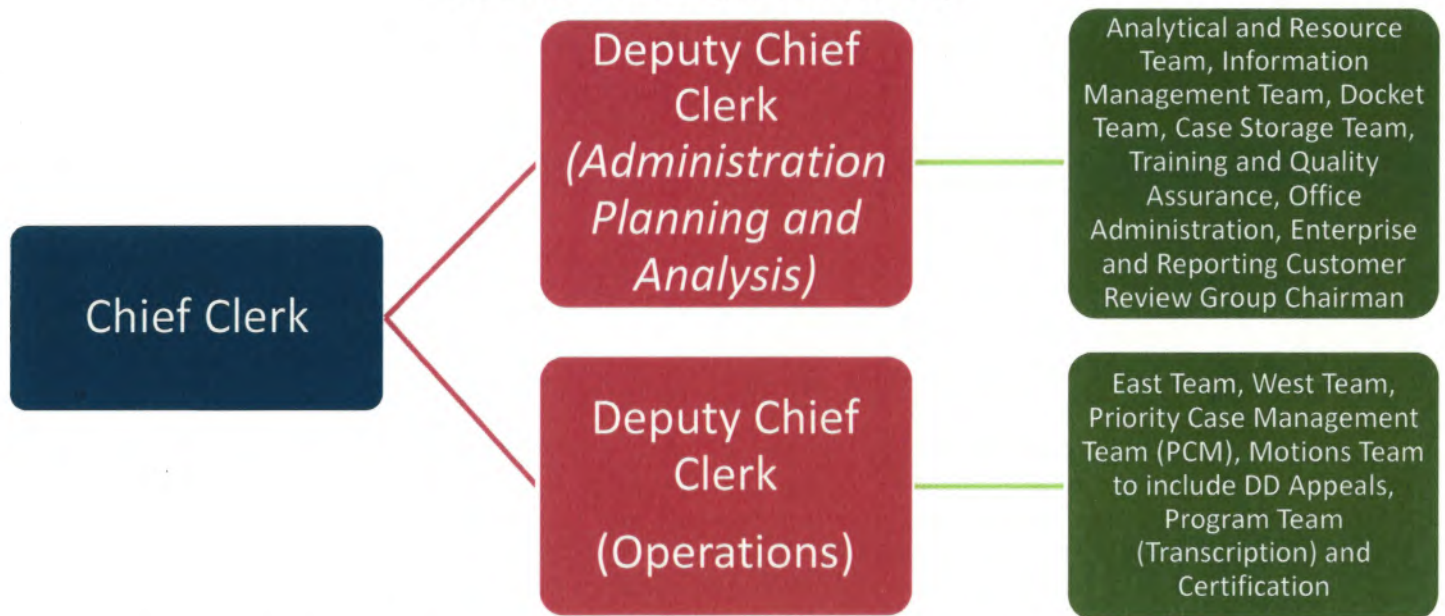 Chief Clerk
Deputy Chief
Clerk
(Administration
Planning and
Analysis)
Analytical and Resource
Team, Information
Management Team, Docket
Team, Case Storage Team,
Training and Quality
Assurance, Office
Administration, Enterprise
and Reporting Customer
Review Group Chairman
Deputy Chief
Clerk
(Operations)
East Team, West Team,
Priority Case Management
Team (PCM), Motions Team
to include DD Appeals,
Program Team
(Transcription) and
Certification